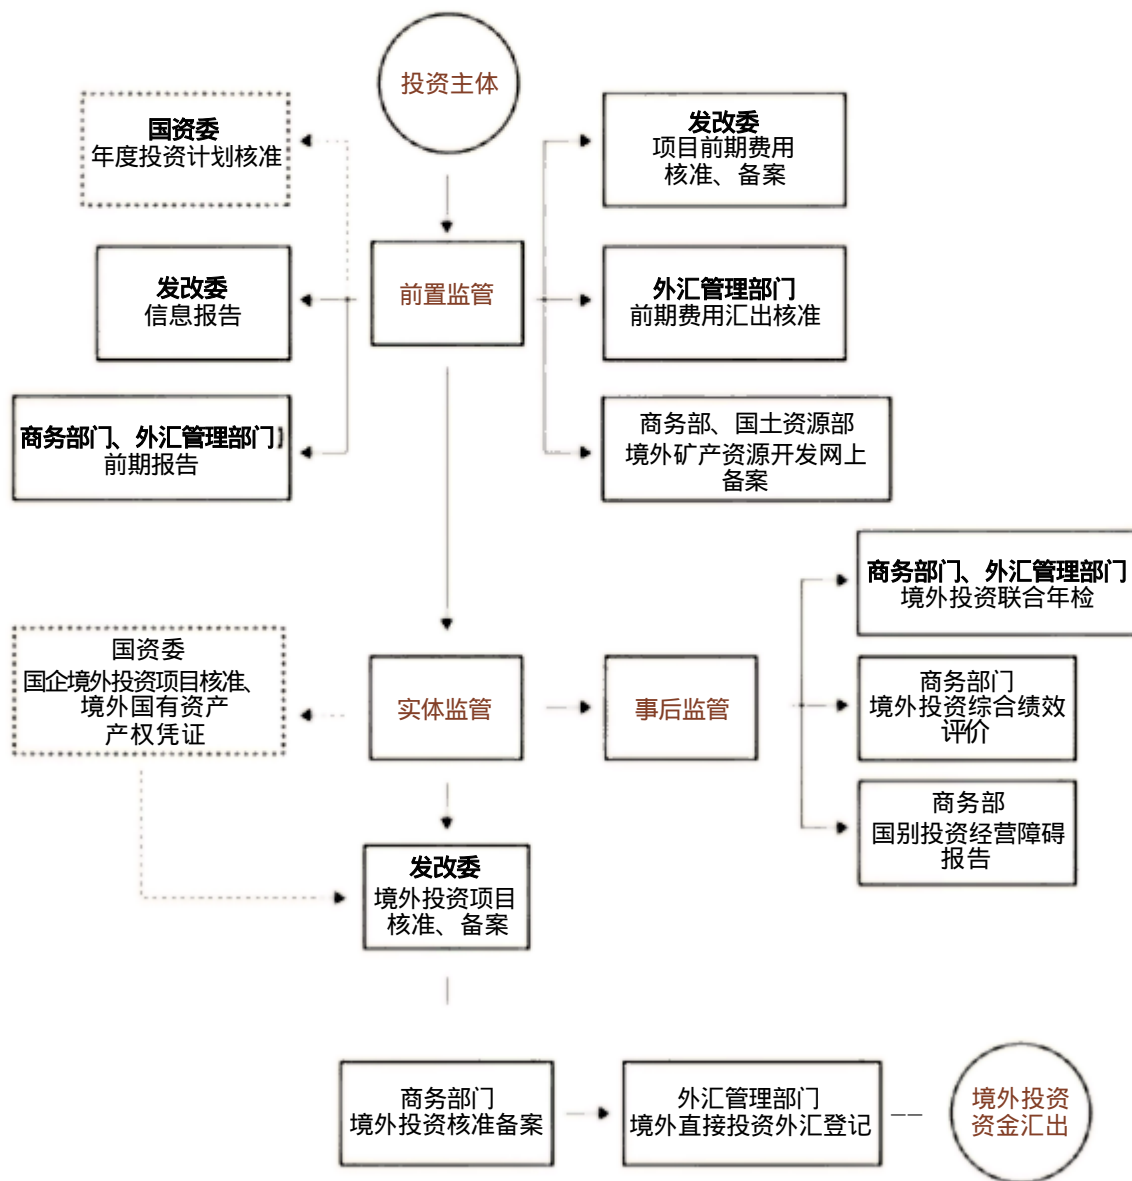 投资主体
国资委
年度投资计划核准
发改委
项目前期费用
核准、备案
发改委
信息报告
前置监管
外汇管理部门
前期费用汇出核准
商务部门、外汇管理部门
前期报告
商务部、国土资源部
境外矿产资源开发网上
备案
商务部门、外汇管理部门
境外投资联合年检
国资委
国企境外投资项目核准、
境外国有资产
产权凭证
实体监管
事后监管
商务部门
境外投资综合绩效
评价
商务部
国别投资经营障碍
报告
发改委
境外投资项目
核准、备案
商务部门
境外投资核准备案
外汇管理部门
境外直接投资外汇登记
境外投资
资金汇出